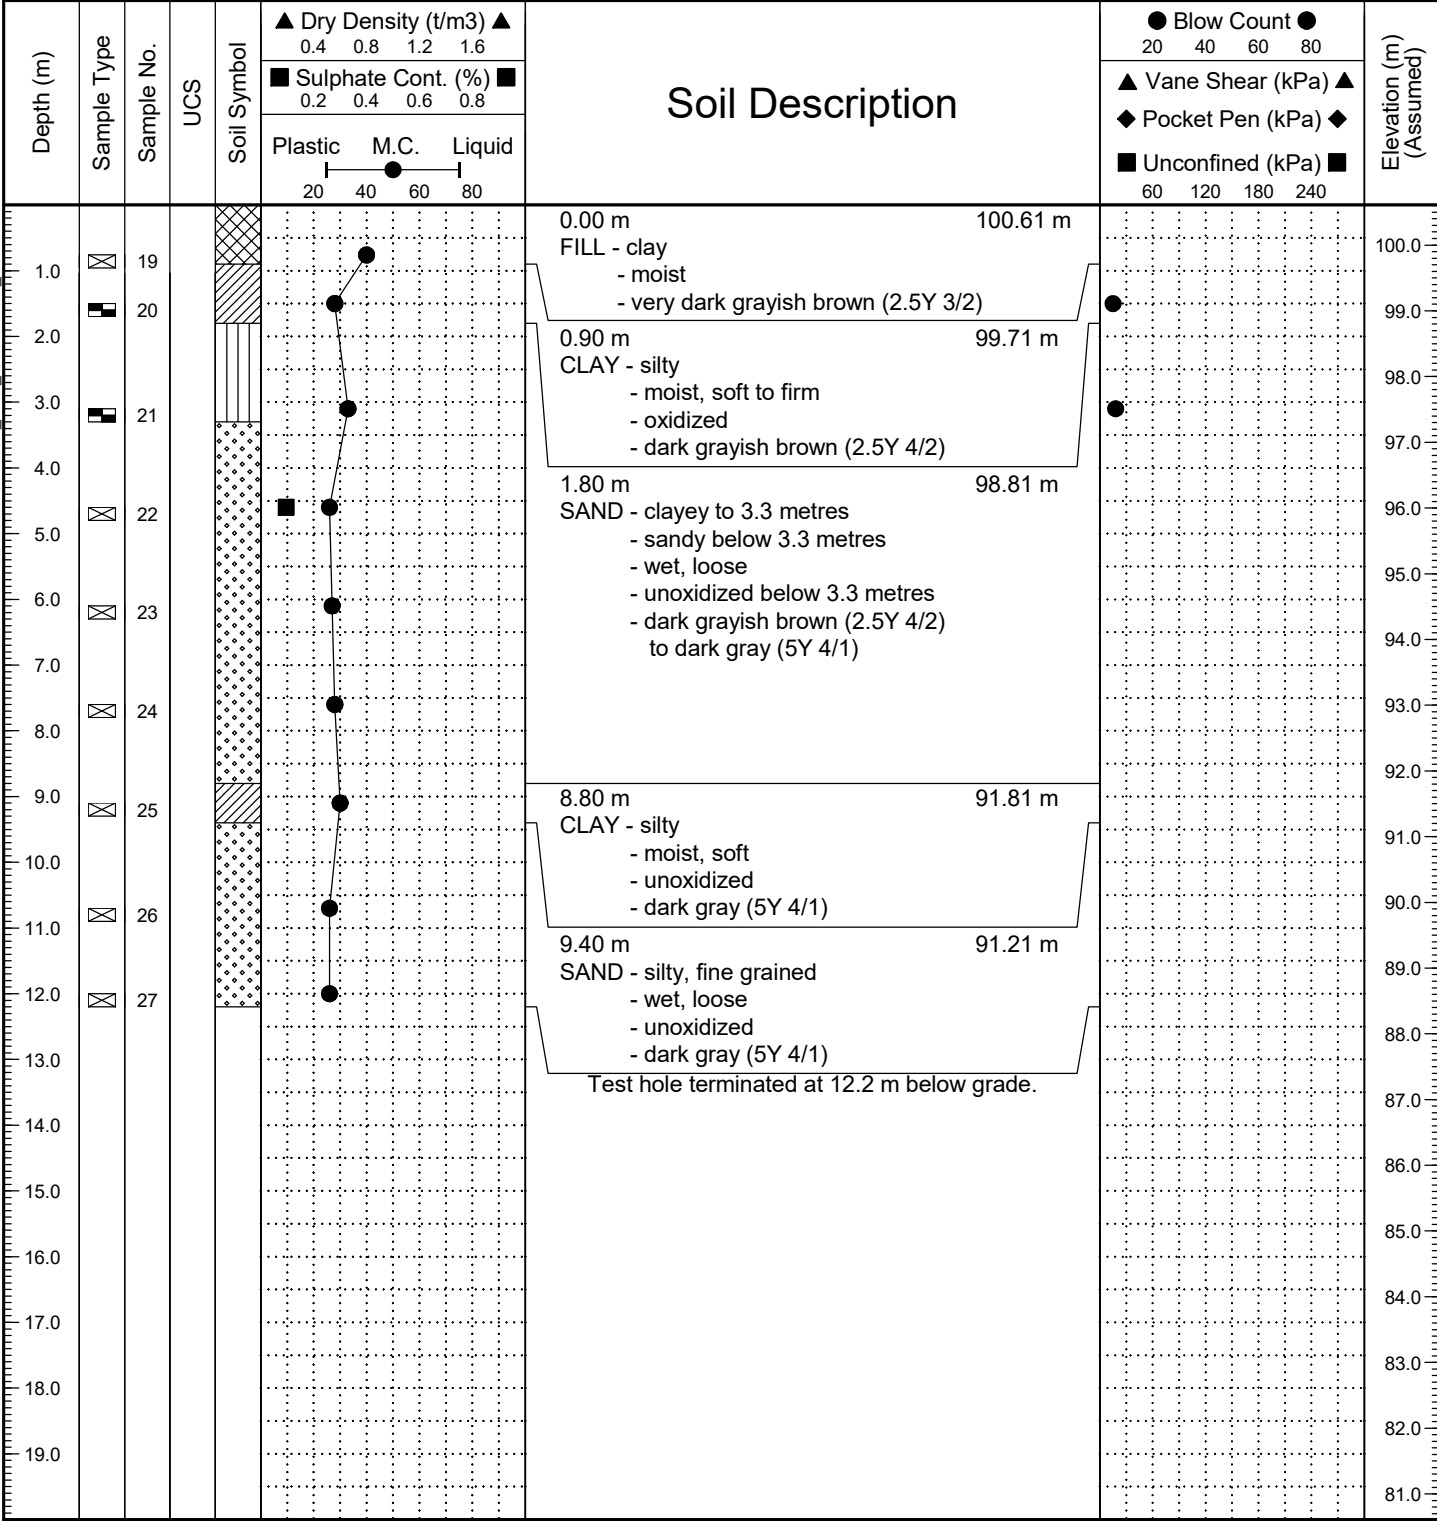 Depth (m)
Sample Type
Sample No.
UCS
Soil Symbol
▲ Dry Density (t/m3) ▲
0.4 0.8 1.2 1.6
■ Sulphate Cont. (%) ■
0.2 0.4 0.6 0.8
Plastic M.C. Liquid
20 40 60 80
Soil Description
● Blow Count ●
20 40 60 80
▲ Vane Shear (kPa) ▲
◆ Pocket Pen (kPa) ◆
■ Unconfined (kPa) ■
60 120 180 240
Elevation (m)
(Assumed)
1.0
2.0
3.0
4.0
5.0
6.0
7.0
8.0
9.0
10.0
11.0
12.0
13.0
14.0
15.0
16.0
17.0
18.0
19.0
19
20
21
22
23
24
25
26
27
0.00 m 100.61 m
FILL - clay
- moist
- very dark grayish brown (2.5Y 3/2)
0.90 m 99.71 m
CLAY - silty
- moist, soft to firm
- oxidized
- dark grayish brown (2.5Y 4/2)
1.80 m 98.81 m
SAND - clayey to 3.3 metres
- sandy below 3.3 metres
- wet, loose
- unoxidized below 3.3 metres
- dark grayish brown (2.5Y 4/2)
to dark gray (5Y 4/1)
8.80 m 91.81 m
CLAY - silty
- moist, soft
- unoxidized
- dark gray (5Y 4/1)
9.40 m 91.21 m
SAND - silty, fine grained
- wet, loose
- unoxidized
- dark gray (5Y 4/1)
Test hole terminated at 12.2 m below grade.
100.0
99.0
98.0
97.0
96.0
95.0
94.0
93.0
92.0
91.0
90.0
89.0
88.0
87.0
86.0
85.0
84.0
83.0
82.0
81.0